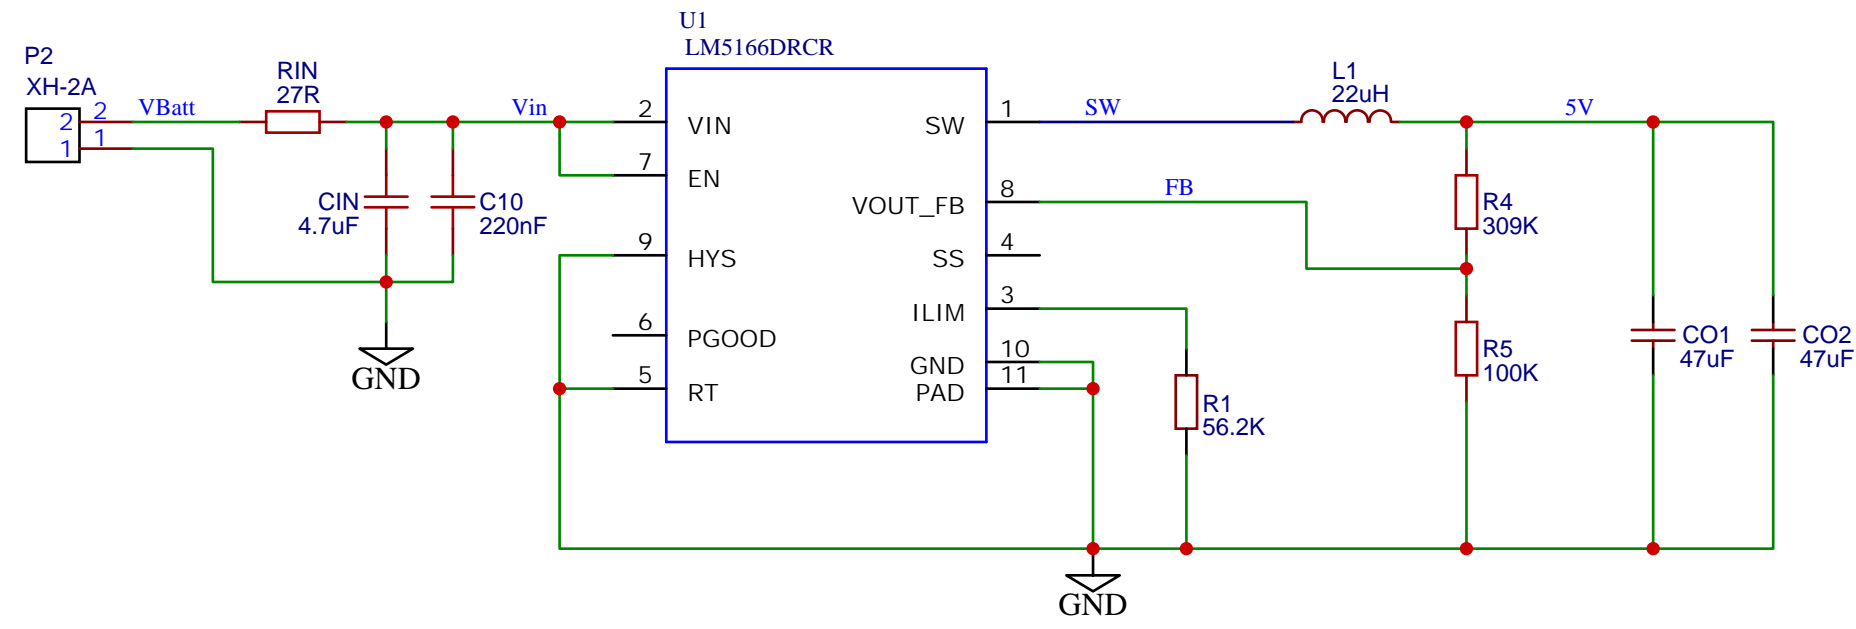 P2
XH-2A
2
1
2
1
VBatt
RIN
27R
Vin
CIN
4.7uF
C10
220nF
GND
U1
LM5166DRCR
2
VIN
7
EN
9
HYS
6
PGOOD
5
RT
1
SW
8
VOUT_FB
4
SS
3
ILIM
10
GND
11
PAD
SW
L1
22uH
5V
FB
R4
309K
R5
100K
R1
56.2K
CO1
47uF
CO2
47uF
GND